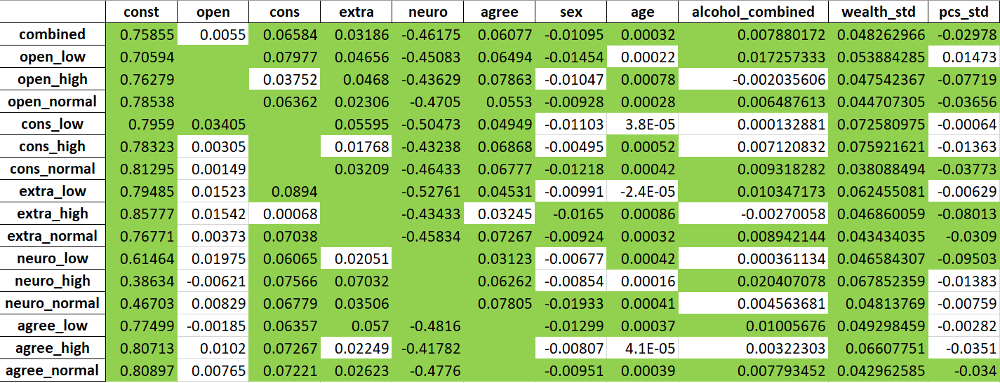 const open cons extra neuro agree sex age alcohol_combined wealth_std pcs_std
combined 0.75855 0.0055 0.06584 0.03186 -0.46175 0.06077 -0.01095 0.00032 0.007880172 0.048262966 -0.02978
open_low 0.70594 0.07977 0.04656 -0.45083 0.06494 -0.01454 0.00022 0.017257333 0.053884285 0.01473
open_high 0.76279 0.03752 0.0468 -0.43629 0.07863 -0.01047 0.00078 -0.002035606 0.047542367 -0.07719
open_normal 0.78538 0.06362 0.02306 -0.4705 0.0553 -0.00928 0.00028 0.006487613 0.044707305 -0.03656
cons_low 0.7959 0.03405 0.05595 -0.50473 0.04949 -0.01103 3.8E-05 0.000132881 0.072580975 -0.00064
cons_high 0.78323 0.00305 0.01768 -0.43238 0.06868 -0.00495 0.00052 0.007120832 0.075921621 -0.01363
cons_normal 0.81295 0.00149 0.03209 -0.46433 0.06777 -0.01218 0.00042 0.009318282 0.038088494 -0.03773
extra_low 0.79485 0.01523 0.0894 -0.52761 0.04531 -0.00991 -2.4E-05 0.010347173 0.062455081 -0.00629
extra_high 0.85777 0.01542 0.00068 -0.43433 0.03245 -0.0165 0.00086 -0.00270058 0.046860059 -0.08013
extra_normal 0.76771 0.00373 0.07038 -0.45834 0.07267 -0.00924 0.00032 0.008942144 0.043434035 -0.0309
neuro_low 0.61464 0.01975 0.06065 0.02051 0.03123 -0.00677 0.00042 0.000361134 0.046584307 -0.09503
neuro_high 0.38634 -0.00621 0.07566 0.07032 0.06262 -0.00854 0.00016 0.020407078 0.067852359 -0.01383
neuro_normal 0.46703 0.00829 0.06779 0.03506 0.07805 -0.01933 0.00041 0.004563681 0.04813769 -0.00759
agree_low 0.77499 -0.00185 0.06357 0.057 -0.4816 -0.01299 0.00037 0.01005676 0.049298459 -0.00282
agree_high 0.80713 0.0102 0.07267 0.02249 -0.41782 -0.00807 4.1E-05 0.00322303 0.06607751 -0.0351
agree_normal 0.80897 0.00765 0.07221 0.02623 -0.4776 -0.00951 0.00039 0.007793452 0.042962585 -0.034